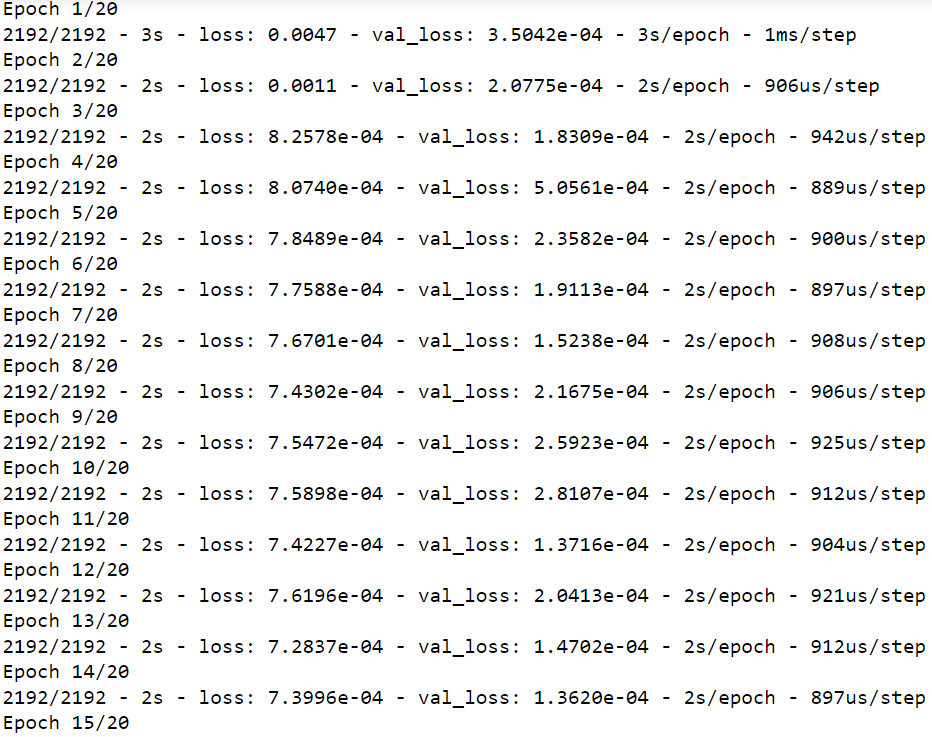 Epoch 1/20
2192/2192 - 3s - loss: 0.0047 - val_loss: 3.5042e-04 - 3s/epoch - 1ms/step
Epoch 2/20
2192/2192 - 2s - loss: 0.0011 - val_loss: 2.0775e-04 - 2s/epoch - 906us/step
Epoch 3/20
2192/2192 - 2s - loss: 8.2578e-04 - val_loss: 1.8309e-04 - 2s/epoch - 942us/step
Epoch 4/20
2192/2192 - 2s - loss: 8.0740e-04 - val_loss: 5.0561e-04 - 2s/epoch - 889us/step
Epoch 5/20
2192/2192 - 2s - loss: 7.8489e-04 - val_loss: 2.3582e-04 - 2s/epoch - 900us/step
Epoch 6/20
2192/2192 - 2s - loss: 7.7588e-04 - val_loss: 1.9113e-04 - 2s/epoch - 897us/step
Epoch 7/20
2192/2192 - 2s - loss: 7.6701e-04 - val_loss: 1.5238e-04 - 2s/epoch - 908us/step
Epoch 8/20
2192/2192 - 2s - loss: 7.4302e-04 - val_loss: 2.1675e-04 - 2s/epoch - 906us/step
Epoch 9/20
2192/2192 - 2s - loss: 7.5472e-04 - val_loss: 2.5923e-04 - 2s/epoch - 925us/step
Epoch 10/20
2192/2192 - 2s - loss: 7.5898e-04 - val_loss: 2.8107e-04 - 2s/epoch - 912us/step
Epoch 11/20
2192/2192 - 2s - loss: 7.4227e-04 - val_loss: 1.3716e-04 - 2s/epoch - 904us/step
Epoch 12/20
2192/2192 - 2s - loss: 7.6196e-04 - val_loss: 2.0413e-04 - 2s/epoch - 921us/step
Epoch 13/20
2192/2192 - 2s - loss: 7.2837e-04 - val_loss: 1.4702e-04 - 2s/epoch - 912us/step
Epoch 14/20
2192/2192 - 2s - loss: 7.3996e-04 - val_loss: 1.3620e-04 - 2s/epoch - 897us/step
Epoch 15/20